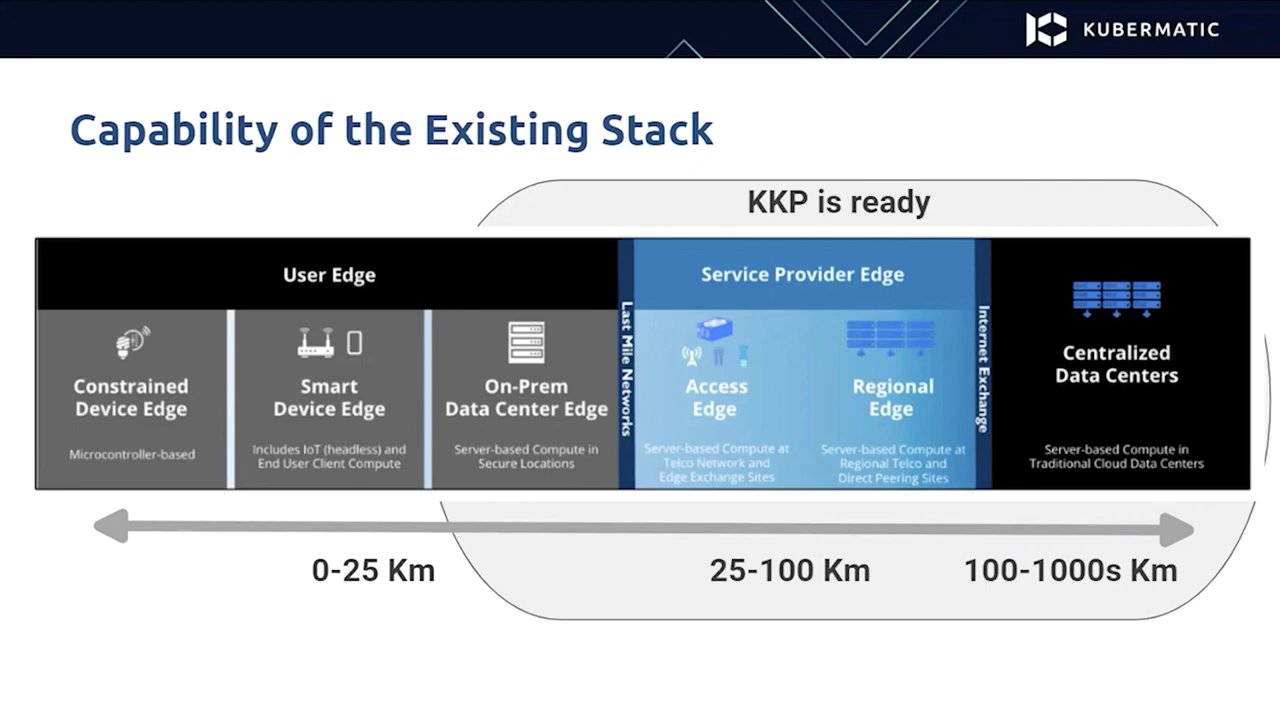 KUBERMATIC
Capability of the Existing Stack
KKP is ready
User Edge
Constrained
Device Edge
Microcontroller-based
Smart
Device Edge
Includes IoT (headless) and
End User Client Compute
On-Prem
Data Center Edge
Server-based Compute in
Secure Locations
Last Mile Networks
Service Provider Edge
Access
Edge
Server-based Compute at
Telco Network and
Edge Exchange Sites
Regional
Edge
Server-based Compute at
Regional Telco and
Direct Peering Sites
Internet Exchange
Centralized
Data Centers
Server-based Compute in
Traditional Cloud Data Centers
0-25 Km
25-100 Km
100-1000s Km